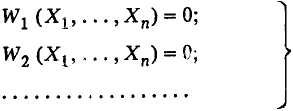 W₁ (X₁, . . . , Xₙ) = 0;
W₂ (X₁, . . . , Xₙ) = 0;
. . . . . . . . . . . . . . . . . . . }